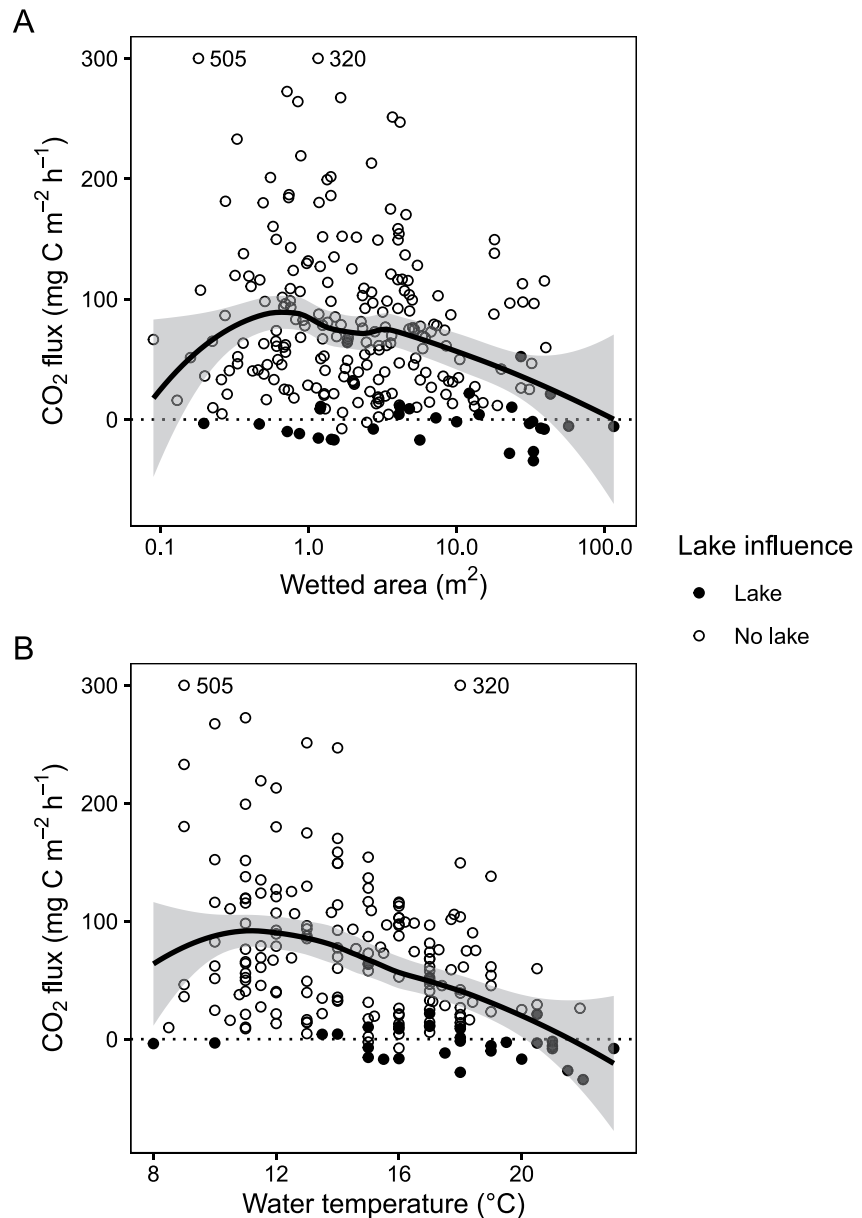 A
300
505
320
200
100
0
CO₂ flux (mg C m⁻² h⁻¹)
0.1
1.0
10.0
100.0
Wetted area (m²)
Lake influence
Lake
No lake
B
300
505
320
200
100
0
CO₂ flux (mg C m⁻² h⁻¹)
8
12
16
20
Water temperature (°C)